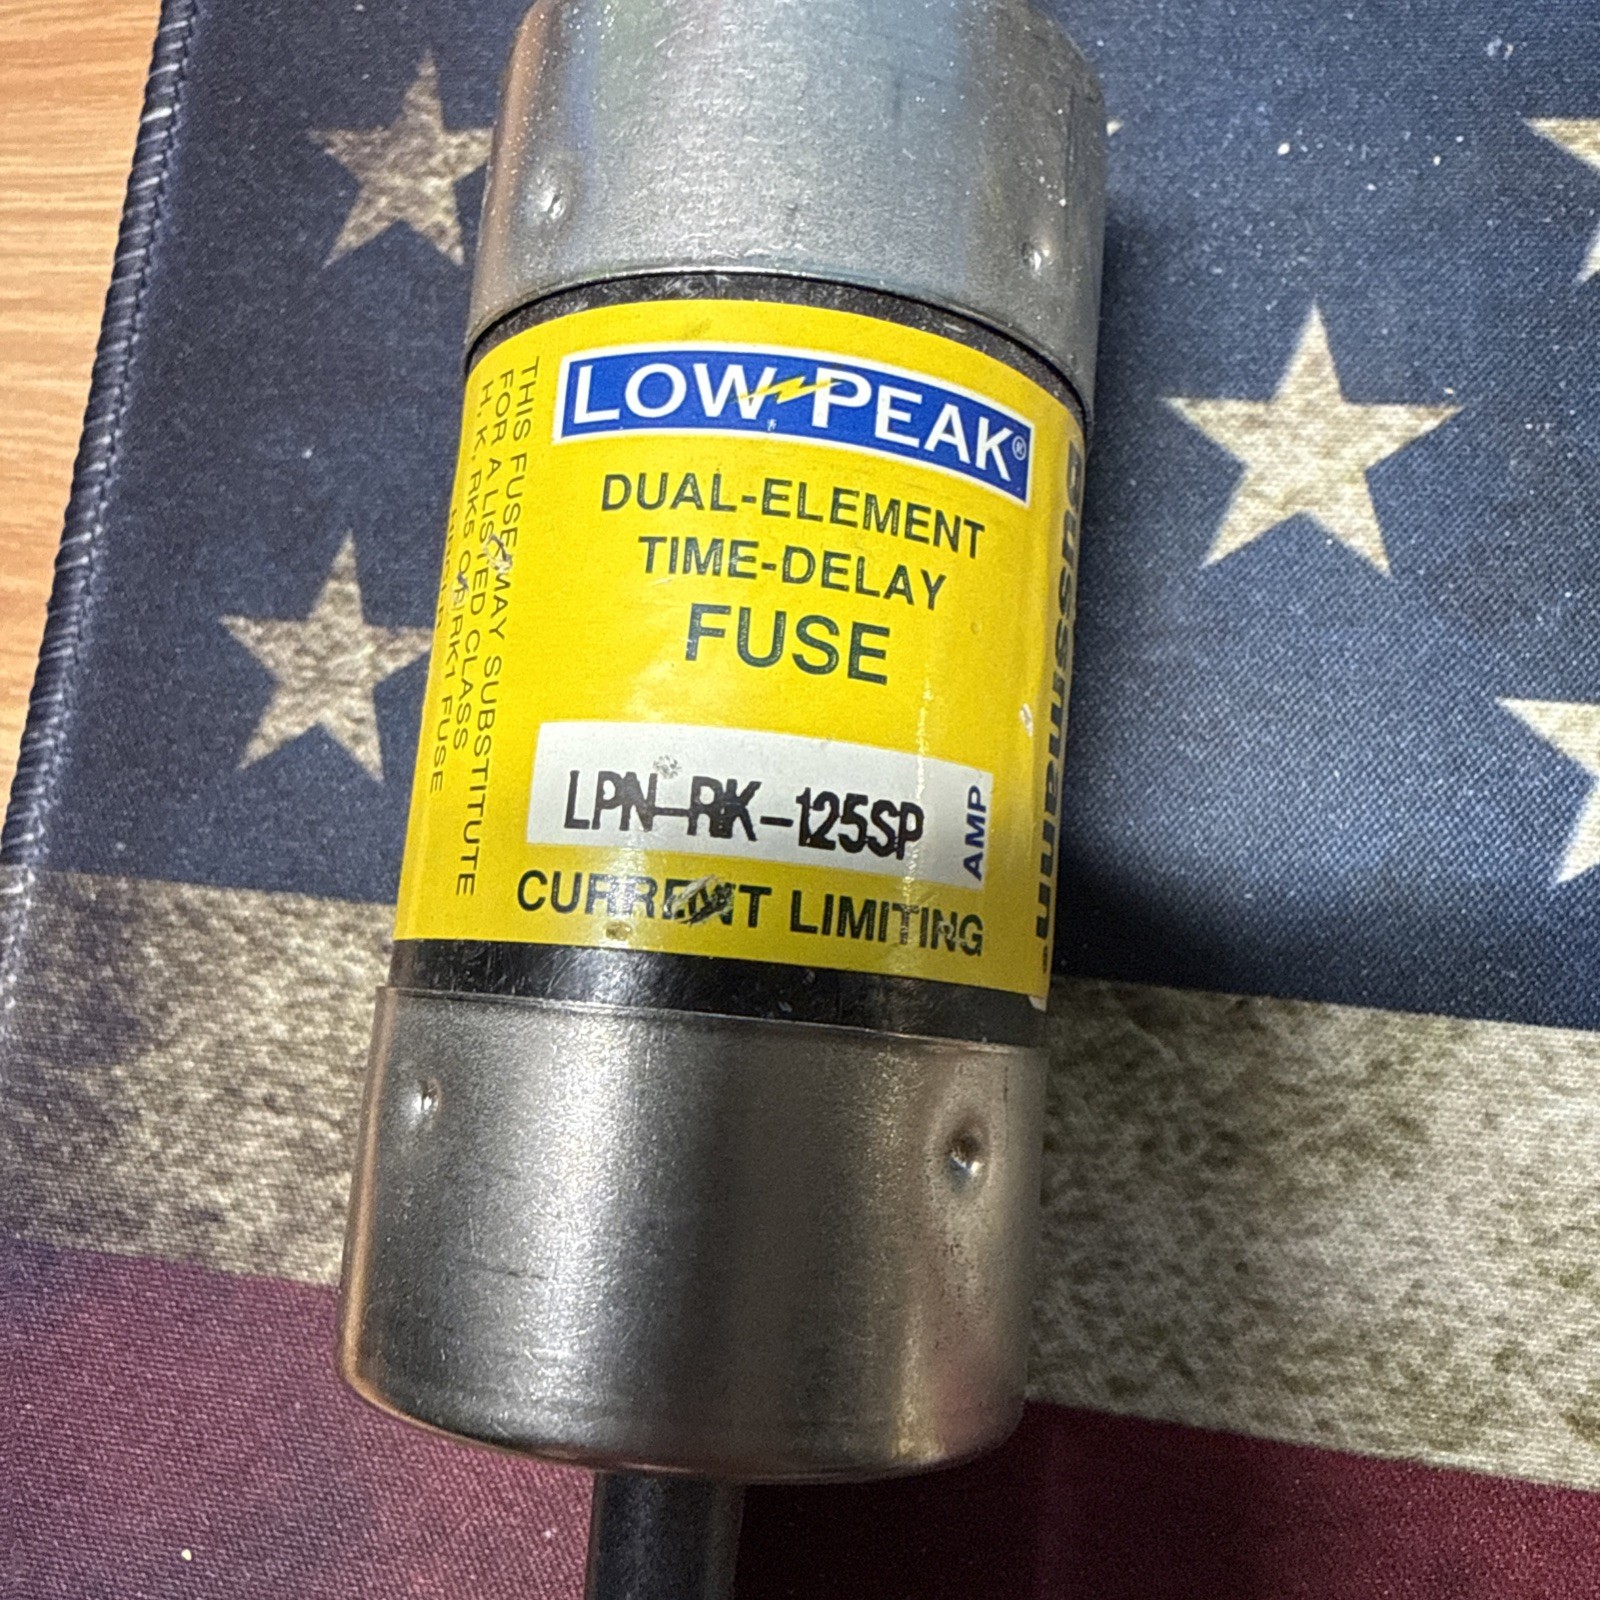 LOW-PEAK®
DUAL-ELEMENT
TIME-DELAY
FUSE
LPN-RK-125SP
AMP
CURRENT LIMITING
THIS FUSE MAY SUBSTITUTE
FOR A LISTED CLASS
H, K, RK5 OR RK1 FUSE
Bussmann®